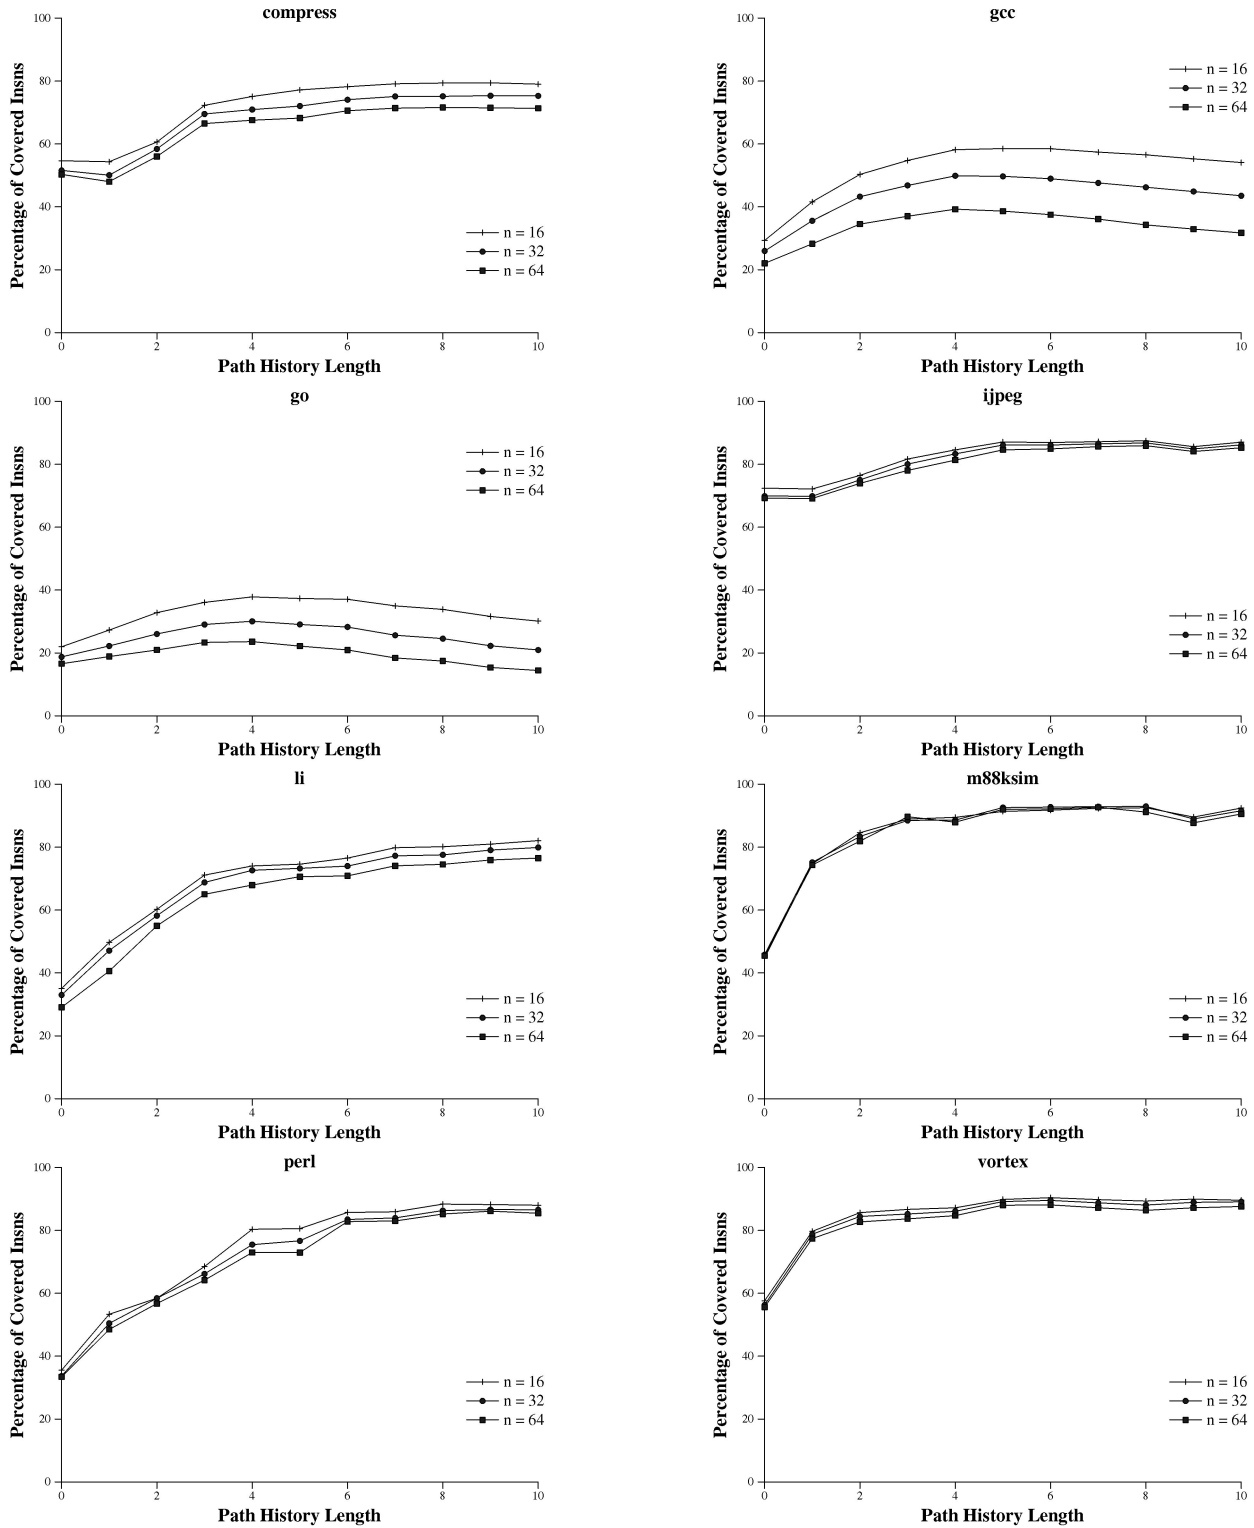 compress
gcc
100
80
60
40
20
0
Percentage of Covered Insns
n = 16
n = 32
n = 64
0 2 4 6 8 10
Path History Length
100
80
60
40
20
0
Percentage of Covered Insns
n = 16
n = 32
n = 64
0 2 4 6 8 10
Path History Length
go
ijpeg
100
80
60
40
20
0
Percentage of Covered Insns
n = 16
n = 32
n = 64
0 2 4 6 8 10
Path History Length
100
80
60
40
20
0
Percentage of Covered Insns
n = 16
n = 32
n = 64
0 2 4 6 8 10
Path History Length
li
m88ksim
100
80
60
40
20
0
Percentage of Covered Insns
n = 16
n = 32
n = 64
0 2 4 6 8 10
Path History Length
100
80
60
40
20
0
Percentage of Covered Insns
n = 16
n = 32
n = 64
0 2 4 6 8 10
Path History Length
perl
vortex
100
80
60
40
20
0
Percentage of Covered Insns
n = 16
n = 32
n = 64
0 2 4 6 8 10
Path History Length
100
80
60
40
20
0
Percentage of Covered Insns
n = 16
n = 32
n = 64
0 2 4 6 8 10
Path History Length